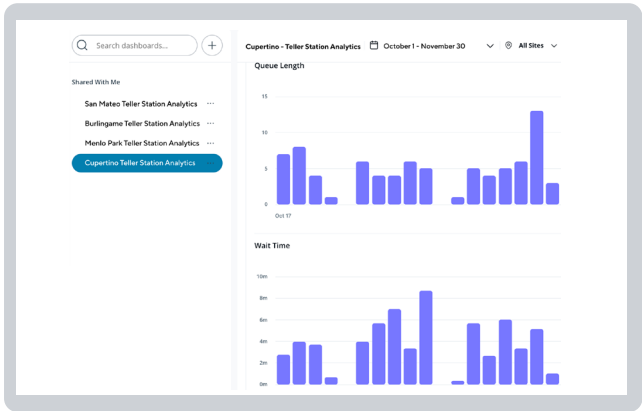 Search dashboards...
Cupertino - Teller Station Analytics
October 1 - November 30
All Sites
Shared With Me
San Mateo Teller Station Analytics
Burlingame Teller Station Analytics
Menlo Park Teller Station Analytics
Cupertino Teller Station Analytics
Queue Length
15
10
5
0
Oct 17
Wait Time
10m
8m
6m
4m
2m
0m